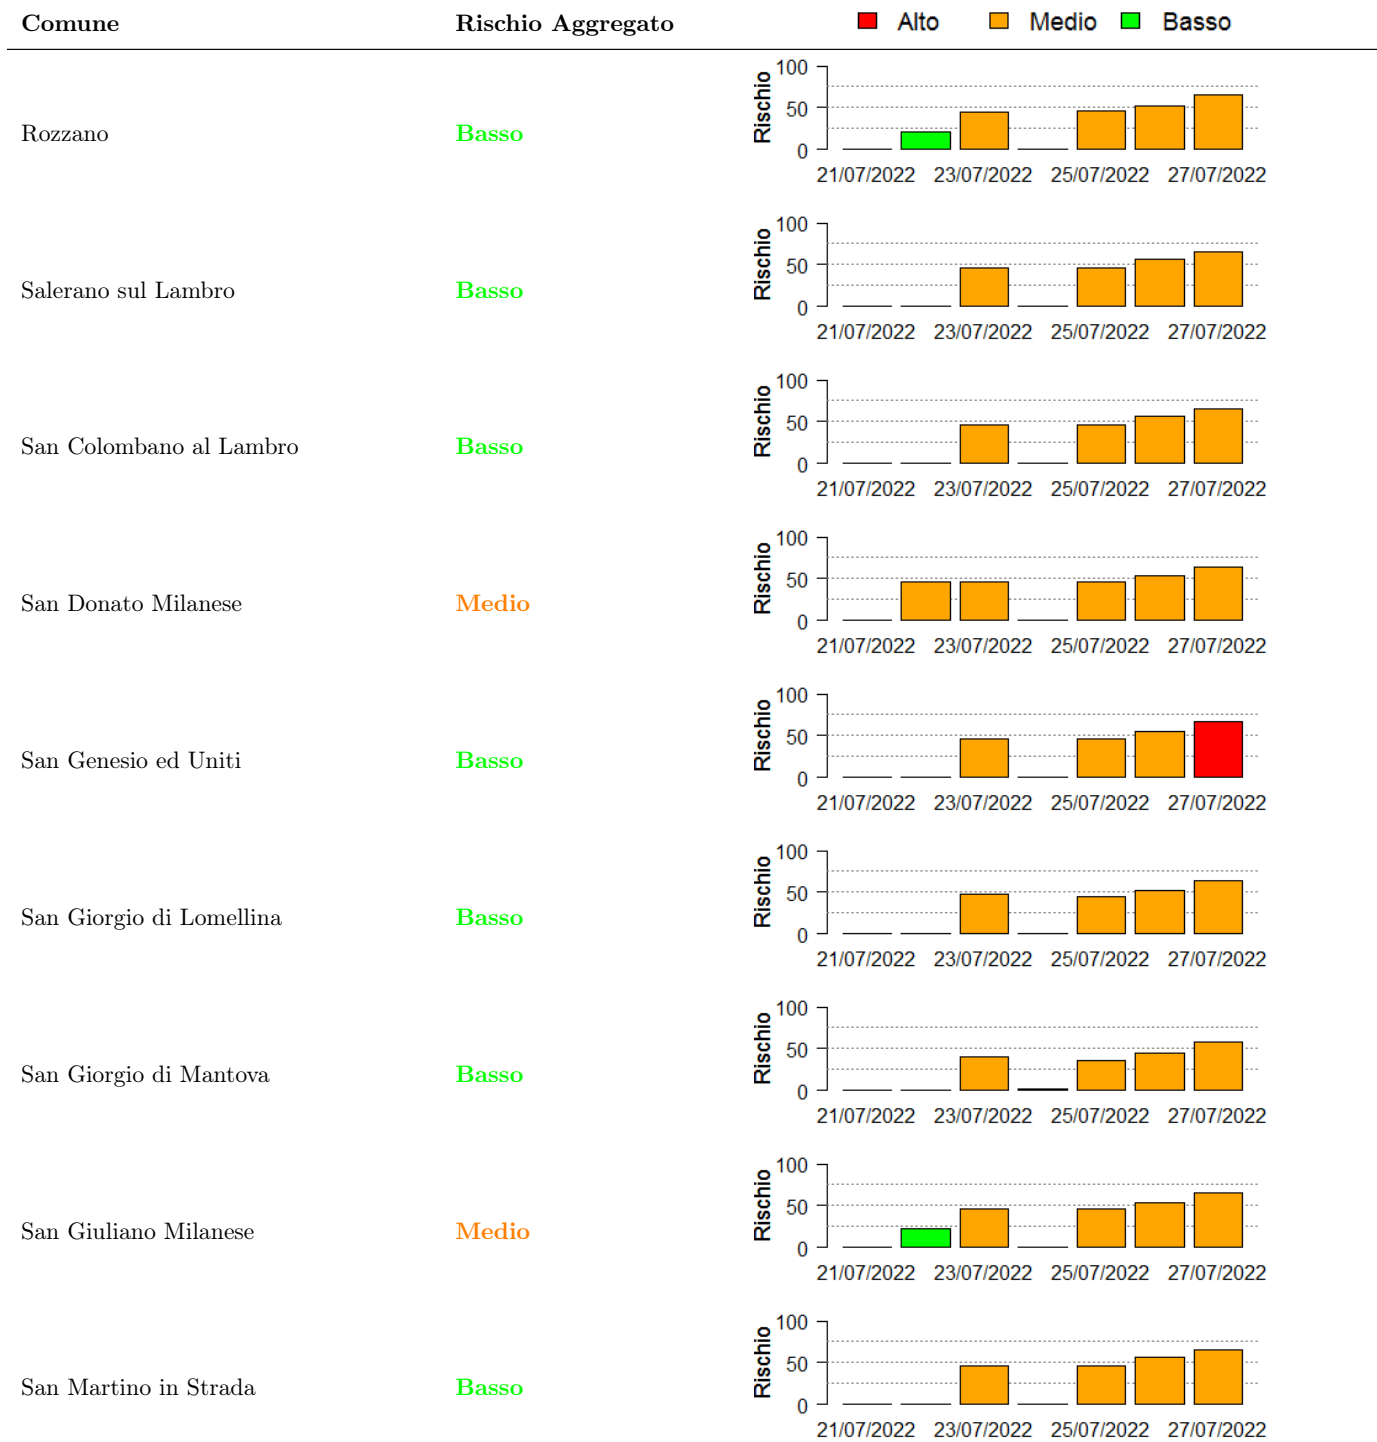 Comune Rischio Aggregato Alto Medio Basso
Rozzano Basso
Rischio
100
50
0
21/07/2022 23/07/2022 25/07/2022 27/07/2022
Salerano sul Lambro Basso
Rischio
100
50
0
21/07/2022 23/07/2022 25/07/2022 27/07/2022
San Colombano al Lambro Basso
Rischio
100
50
0
21/07/2022 23/07/2022 25/07/2022 27/07/2022
San Donato Milanese Medio
Rischio
100
50
0
21/07/2022 23/07/2022 25/07/2022 27/07/2022
San Genesio ed Uniti Basso
Rischio
100
50
0
21/07/2022 23/07/2022 25/07/2022 27/07/2022
San Giorgio di Lomellina Basso
Rischio
100
50
0
21/07/2022 23/07/2022 25/07/2022 27/07/2022
San Giorgio di Mantova Basso
Rischio
100
50
0
21/07/2022 23/07/2022 25/07/2022 27/07/2022
San Giuliano Milanese Medio
Rischio
100
50
0
21/07/2022 23/07/2022 25/07/2022 27/07/2022
San Martino in Strada Basso
Rischio
100
50
0
21/07/2022 23/07/2022 25/07/2022 27/07/2022